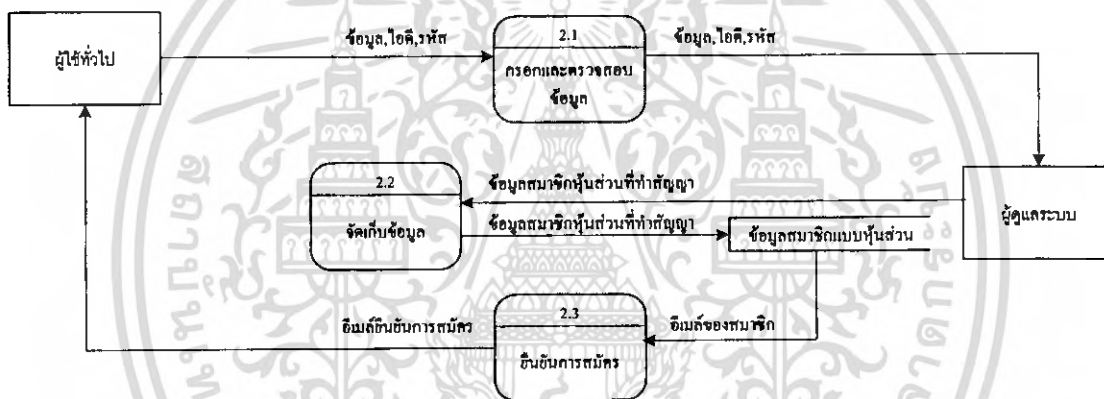 ผู้ใช้ทั่วไป
ข้อมูล,ไอดี,รหัส
2.1
กรอกและตรวจสอบ
ข้อมูล
ข้อมูล,ไอดี,รหัส
2.2
จัดเก็บข้อมูล
ข้อมูลสมาชิกหุ้นส่วนที่ทำสัญญา
ข้อมูลสมาชิกหุ้นส่วนที่ทำสัญญา
ข้อมูลสมาชิกแบบหุ้นส่วน
ผู้ดูแลระบบ
อีเมล์ยืนยันการสมัคร
2.3
ยืนยันการสมัคร
อีเมล์ของสมาชิก